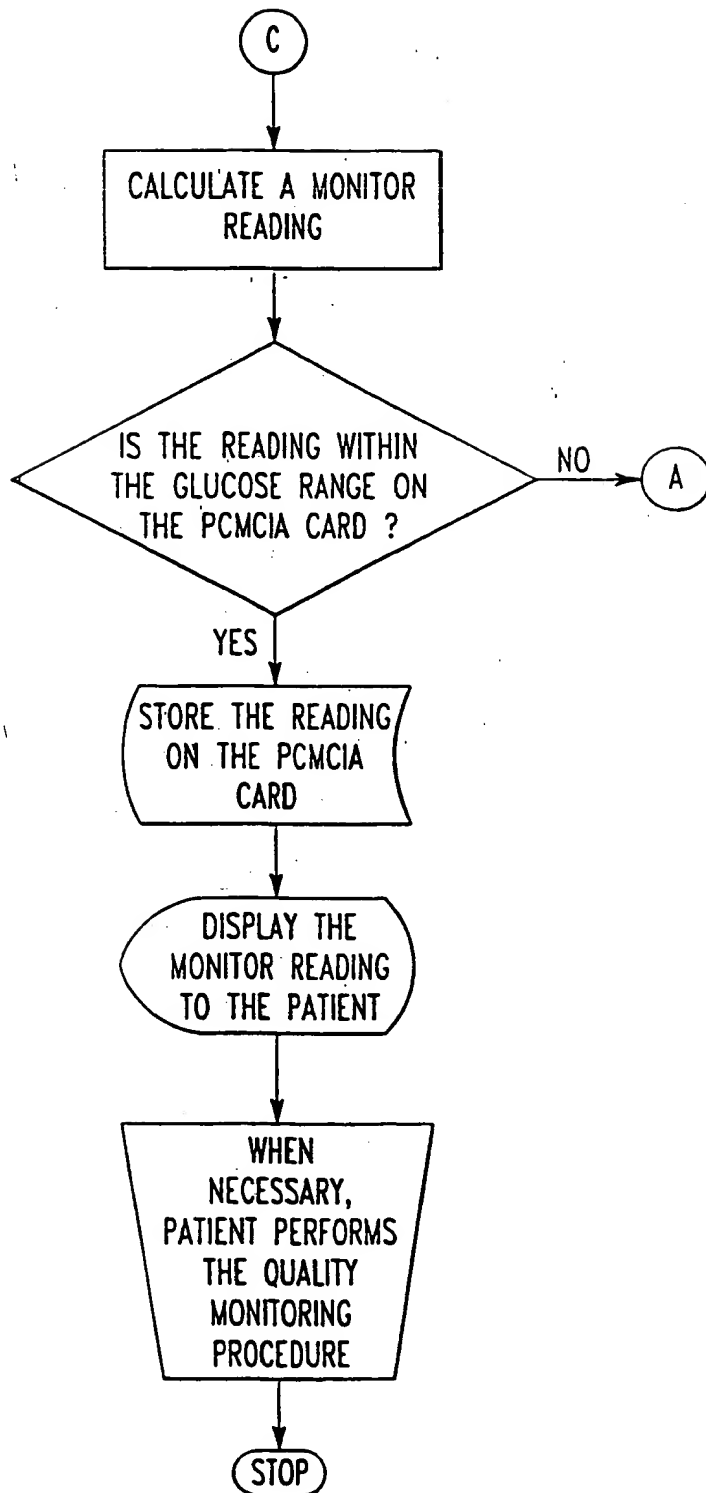 C
CALCULATE A MONITOR
READING
IS THE READING WITHIN
THE GLUCOSE RANGE ON
THE PCMCIA CARD ?
NO
A
YES
STORE THE READING
ON THE PCMCIA
CARD
DISPLAY THE
MONITOR READING
TO THE PATIENT
WHEN
NECESSARY,
PATIENT PERFORMS
THE QUALITY
MONITORING
PROCEDURE
STOP